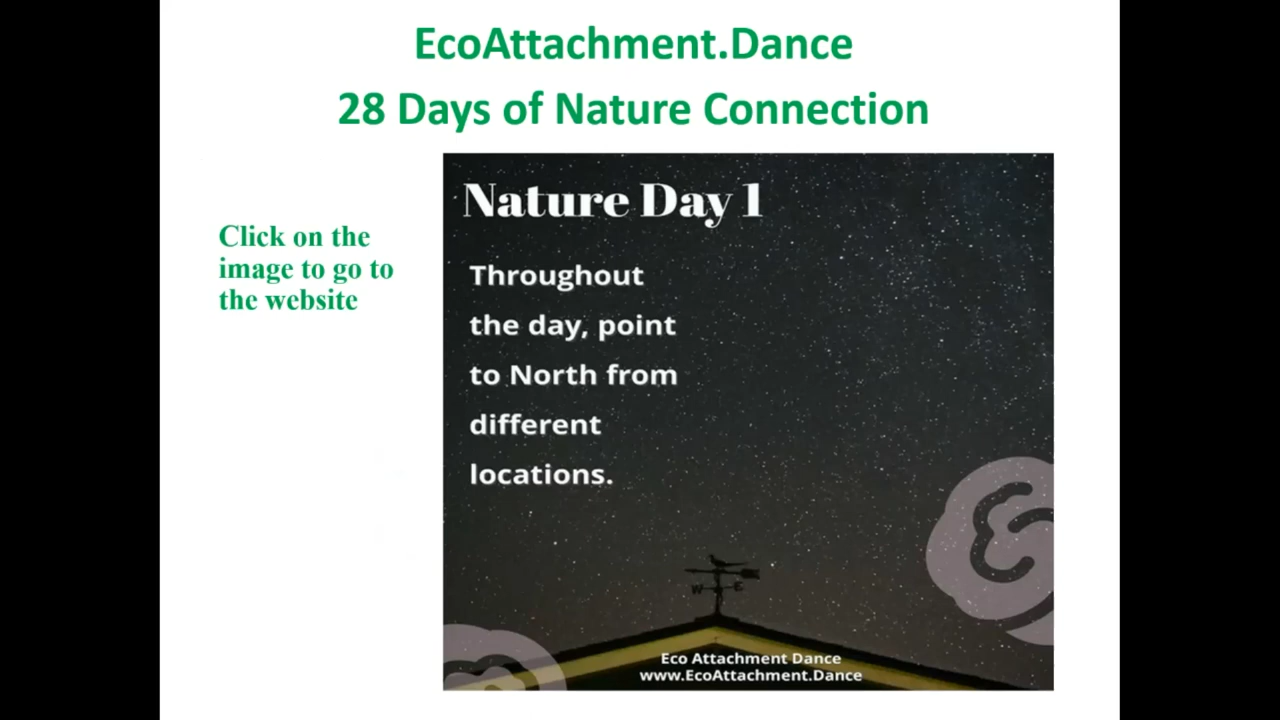 EcoAttachment.Dance
28 Days of Nature Connection
Click on the
image to go to
the website
Nature Day 1
Throughout
the day, point
to North from
different
locations.
W E
Eco Attachment Dance
www.EcoAttachment.Dance